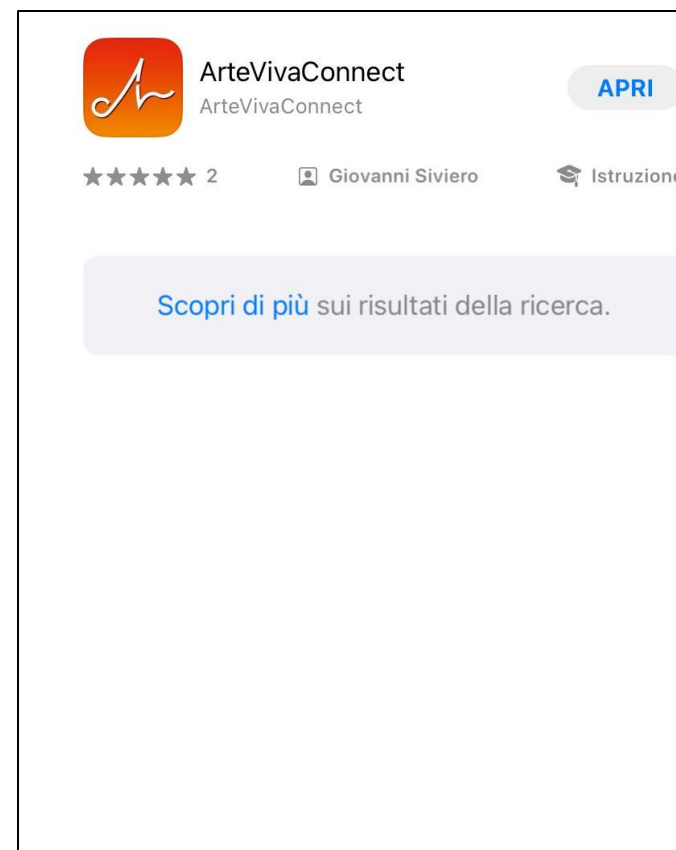 ArteVivaConnect
ArteVivaConnect
APRI
2
Giovanni Siviero
Istruzione
Scopri di più sui risultati della ricerca.